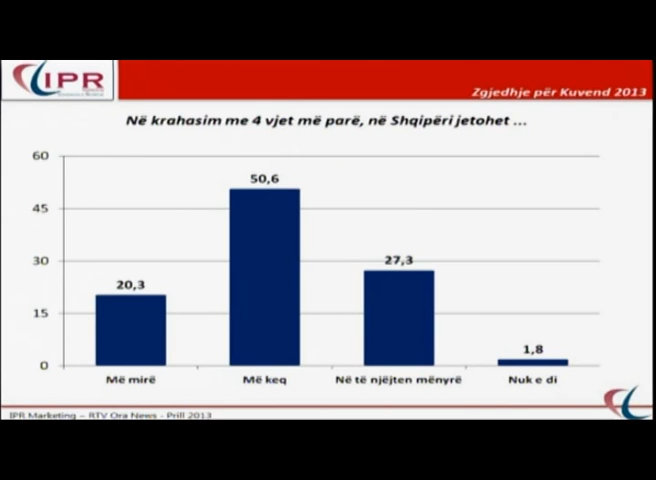 IPR
Zgjedhje për Kuvend 2013
Në krahasim me 4 vjet më parë, në Shqipëri jetohet ...
60
45
30
15
0
20,3
50,6
27,3
1,8
Më mirë
Më keq
Në të njëjten mënyrë
Nuk e di
IPR Marketing – RTV Ora News - Prill 2013